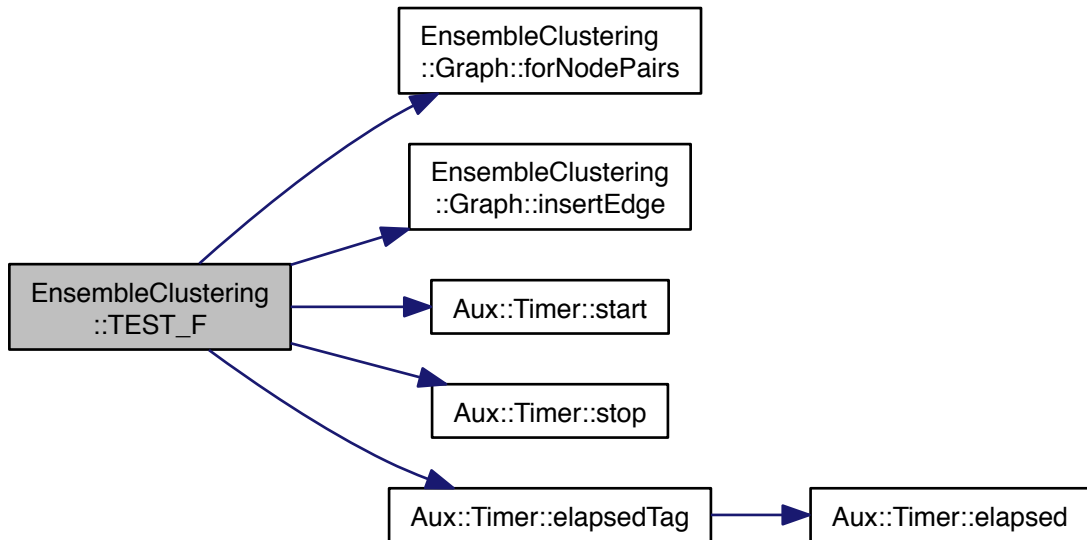 EnsembleClustering
::Graph::forNodePairs
EnsembleClustering
::Graph::insertEdge
EnsembleClustering
::TEST_F
Aux::Timer::start
Aux::Timer::stop
Aux::Timer::elapsedTag
Aux::Timer::elapsed